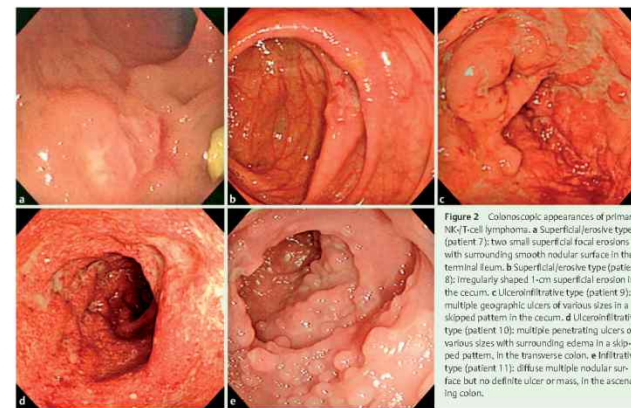 a
b
c
d
e
Figure 2 Colonoscopic appearances of primar
NK-/T-cell lymphoma. a Superficial/erosive type
(patient 7): two small superficial focal erosions
with surrounding smooth nodular surface in the
terminal ileum. b Superficial/erosive type (patie
8): irregularly shaped 1-cm superficial erosion i
the cecum. c Ulceroinfiltrative type (patient 9):
multiple geographic ulcers of various sizes in a
skipped pattern in the cecum. d Ulceroinfiltrativ
type (patient 10): multiple penetrating ulcers o
various sizes with surrounding edema in a skip-
ped pattern, in the transverse colon. e Infiltrativ
type (patient 11): diffuse multiple nodular sur-
face but no definite ulcer or mass, in the ascend
ing colon.